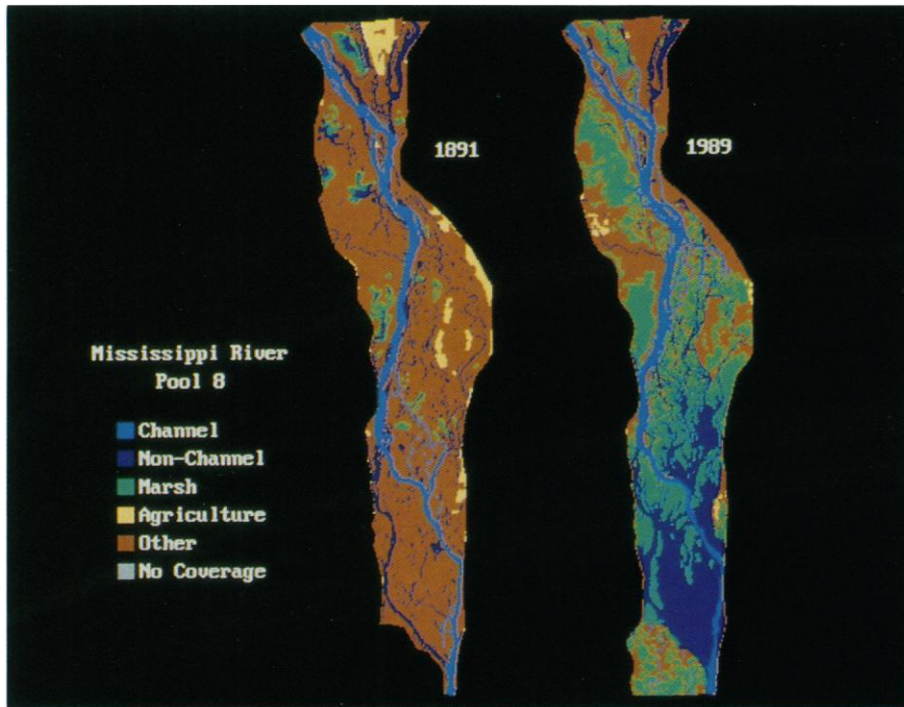 1891
1989
Mississippi River
Pool 8
Channel
Non-Channel
Marsh
Agriculture
Other
No Coverage